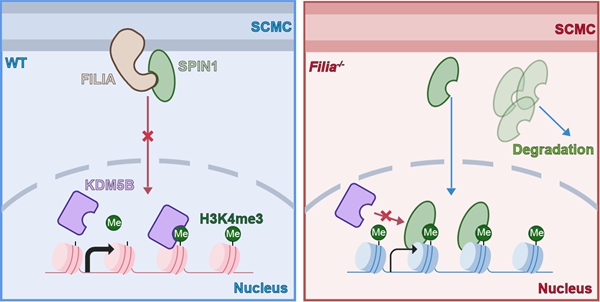 SCMC
WT
SPIN1
FILIA
KDM5B
Me
H3K4me3
Me
Me
Nucleus
SCMC
Filia-/-
Degradation
Me
Me
Me
Me
Nucleus